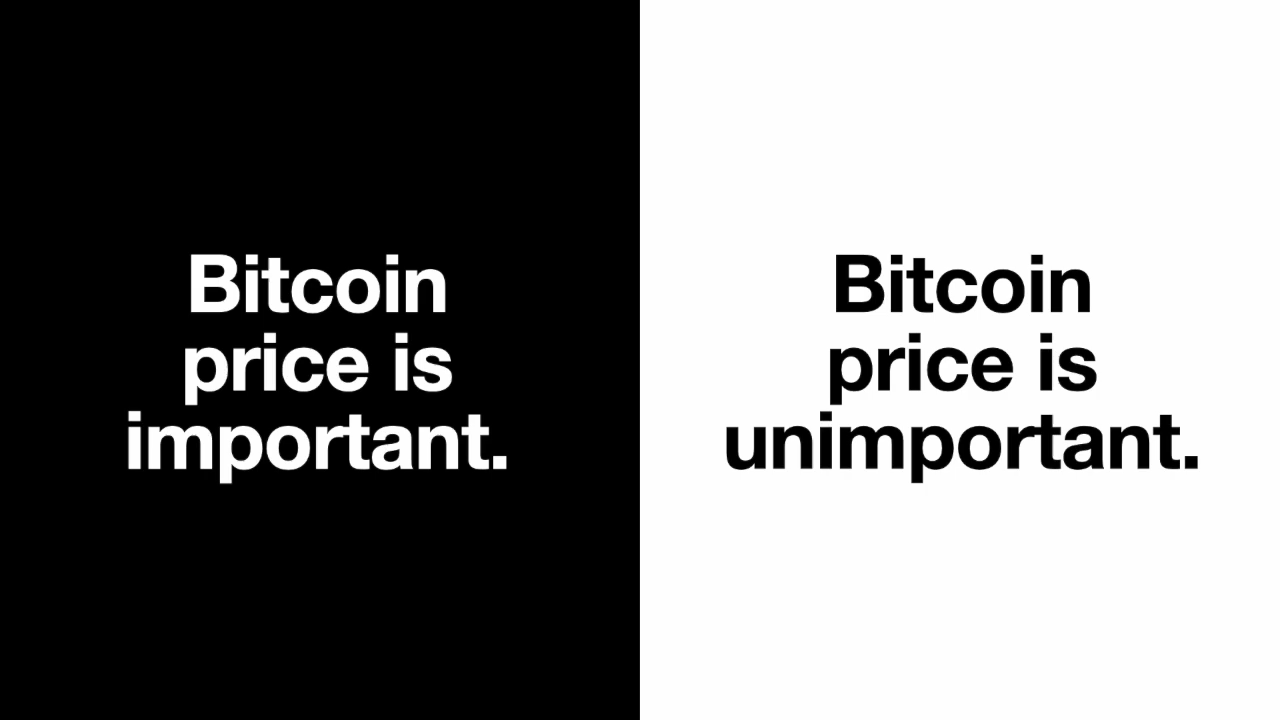 Bitcoin
price is
important.
Bitcoin
price is
unimportant.